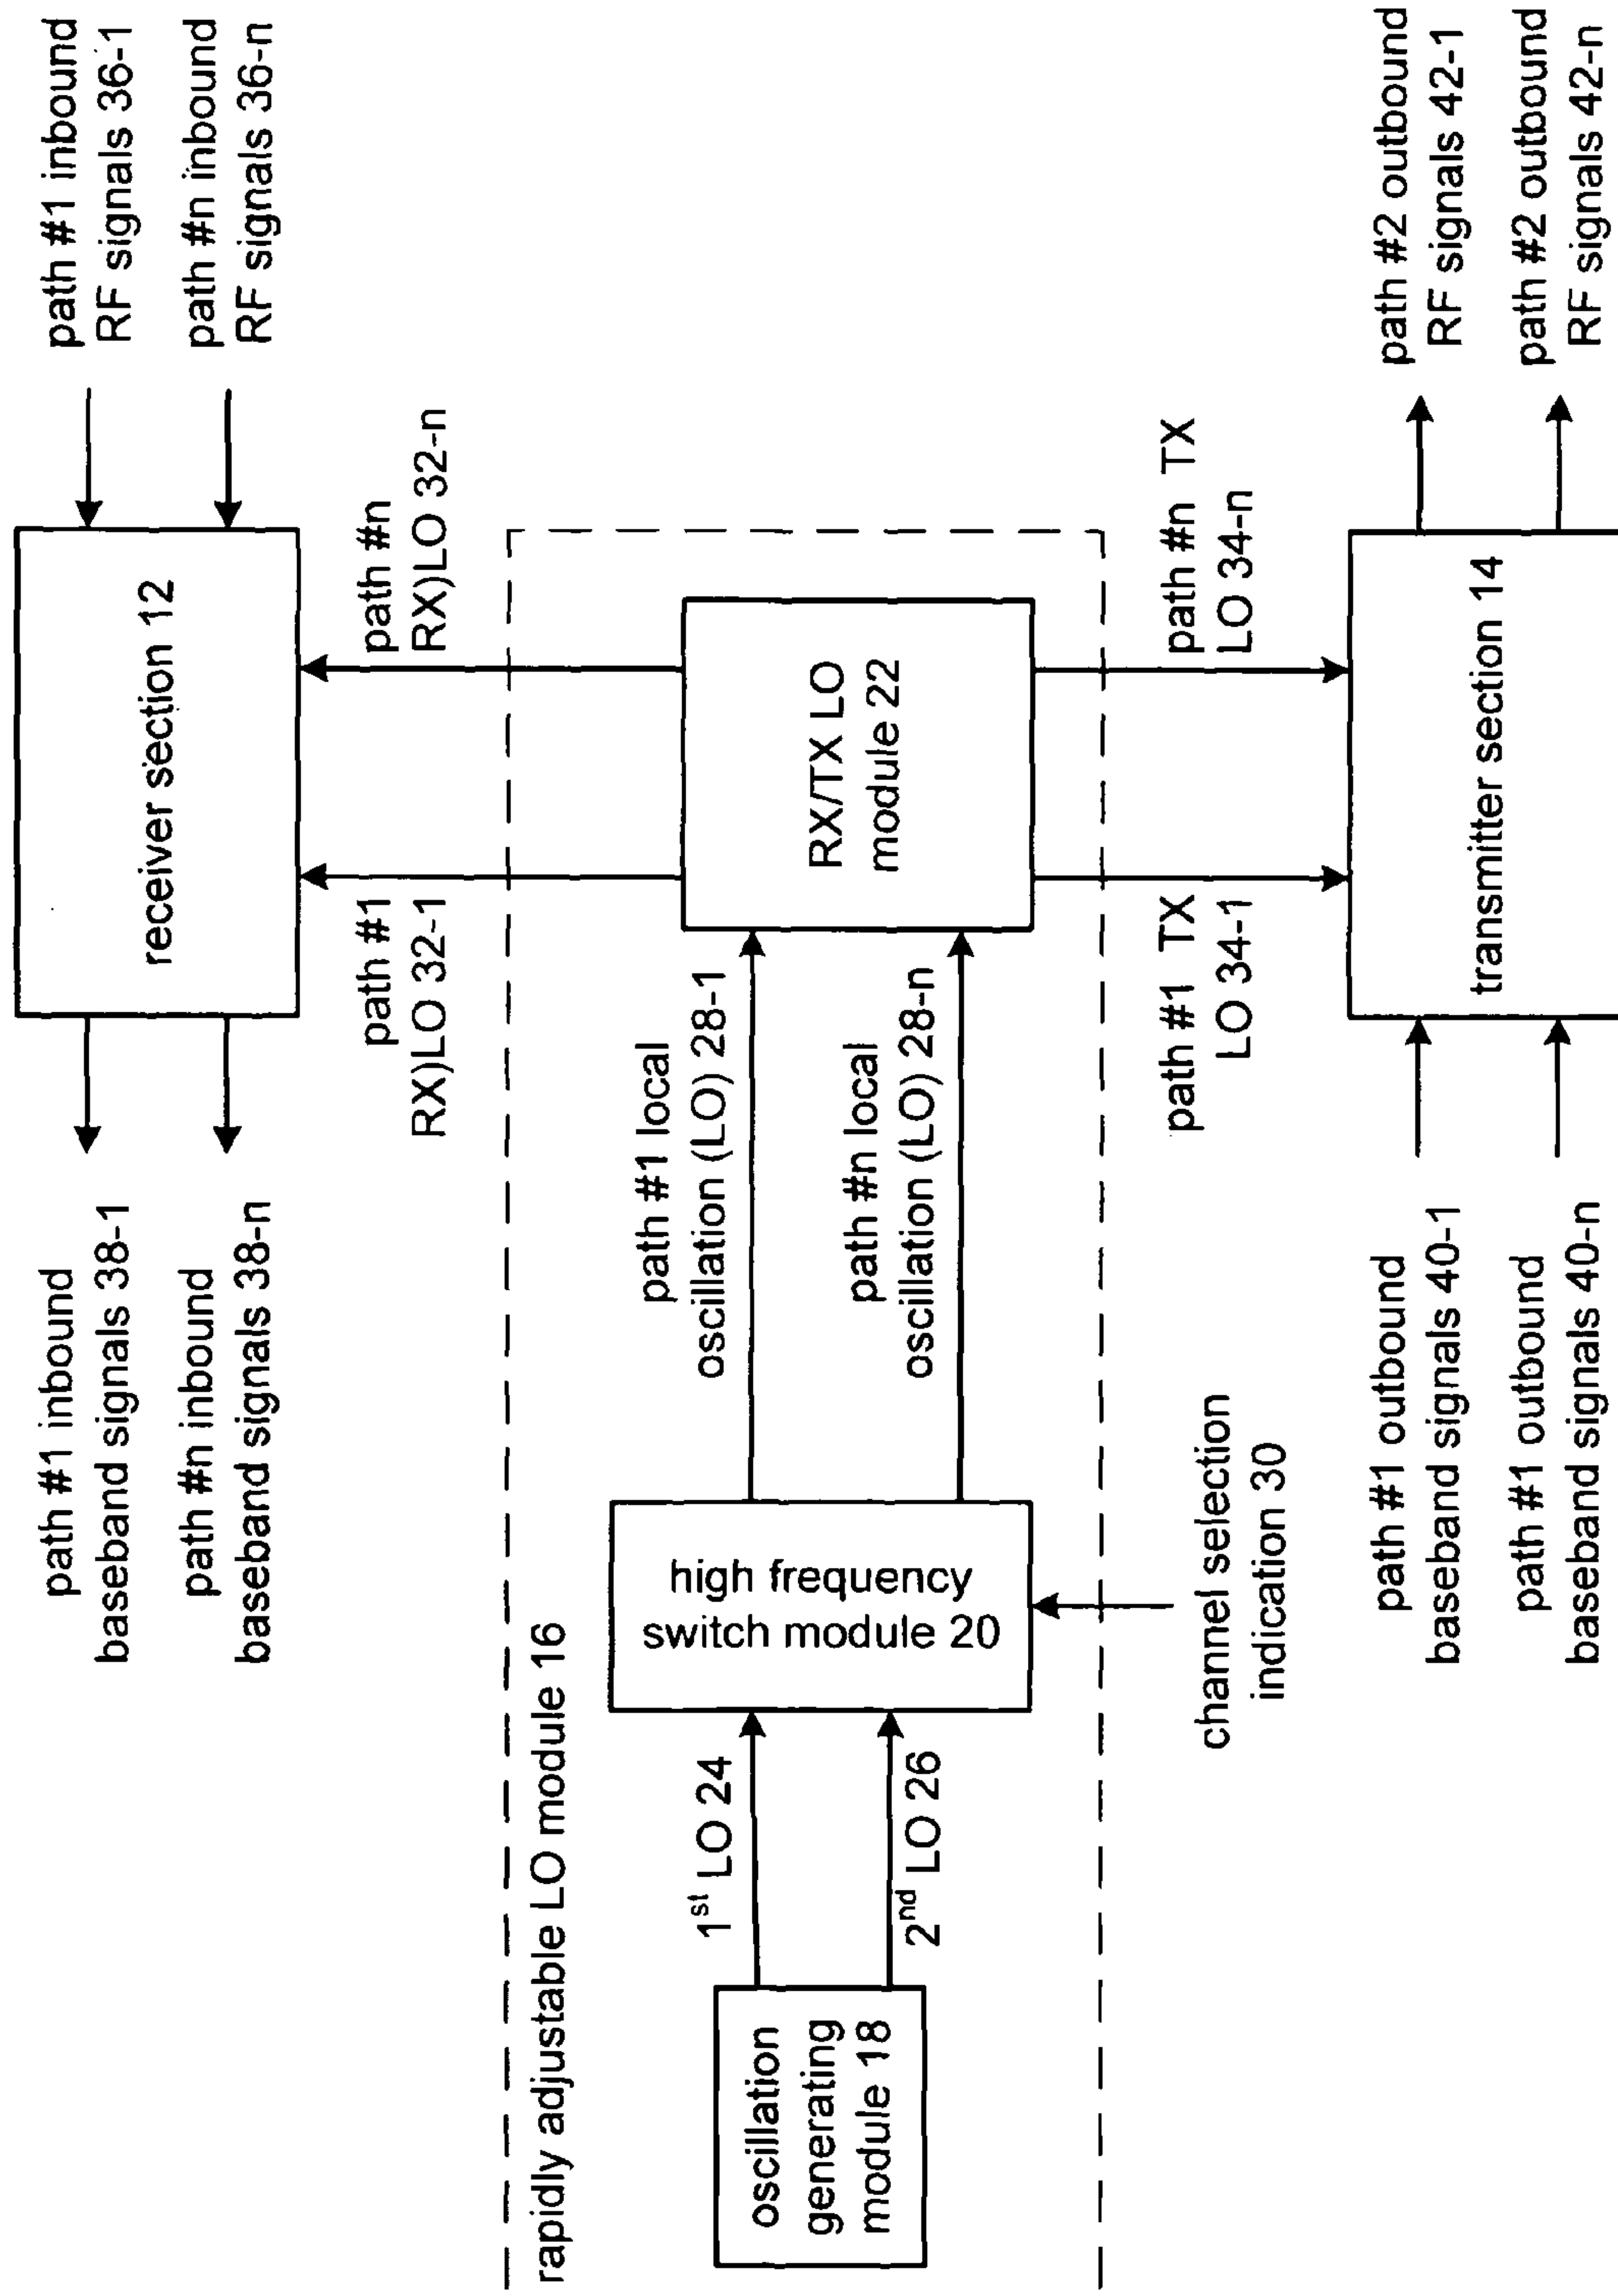 path #1 inbound
baseband signals 38-1
path #n inbound
baseband signals 38-n
receiver section 12
path #1 inbound
RF signals 36-1
path #n inbound
RF signals 36-n
path #1
RX)LO 32-1
path #n
RX)LO 32-n
rapidly adjustable LO module 16
oscillation
generating
module 18
1st LO 24
2nd LO 26
high frequency
switch module 20
path #1 local
oscillation (LO) 28-1
path #n local
oscillation (LO) 28-n
RX/TX LO
module 22
channel selection
indication 30
path #1 TX
LO 34-1
path #n TX
LO 34-n
path #1 outbound
baseband signals 40-1
path #1 outbound
baseband signals 40-n
transmitter section 14
path #2 outbound
RF signals 42-1
path #2 outbound
RF signals 42-n